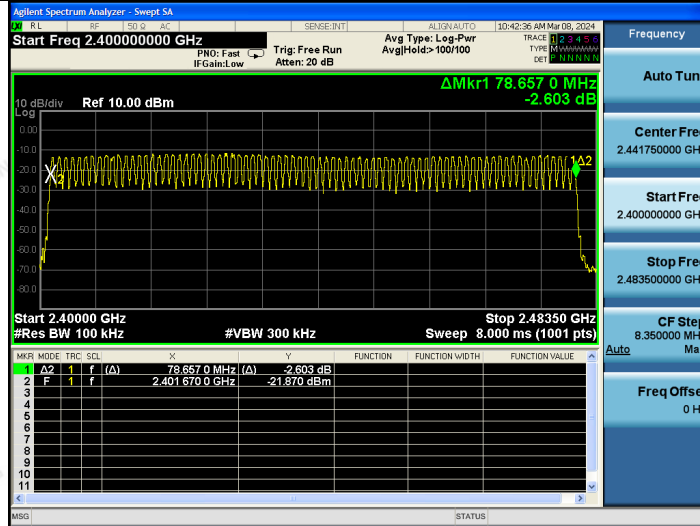 Agilent Spectrum Analyzer - Swept SA
LXI RL RF 50 Ω AC SENSE:INT ALIGN AUTO 10:42:36 AM Mar 08, 2024
Start Freq 2.400000000 GHz
PNO: Fast
IFGain:Low
Trig: Free Run
Atten: 20 dB
Avg Type: Log-Pwr
Avg|Hold:>100/100
TRACE 1 2 3 4 5 6
TYPE M
DET P N N N N N
ΔMkr1 78.657 0 MHz
-2.603 dB
10 dB/div Ref 10.00 dBm
Log
0.00
-10.0
-20.0
-30.0
-40.0
-50.0
-60.0
-70.0
-80.0
2
1Δ2
Start 2.40000 GHz Stop 2.48350 GHz
#Res BW 100 kHz #VBW 300 kHz Sweep 8.000 ms (1001 pts)
MKR MODE TRC SCL X Y FUNCTION FUNCTION WIDTH FUNCTION VALUE
1 Δ2 1 f (Δ) 78.657 0 MHz (Δ) -2.603 dB
2 F 1 f 2.401 670 0 GHz -21.870 dBm
3
4
5
6
7
8
9
10
11
MSG STATUS
Frequency
Auto Tun
Center Fre
2.441750000 GH
Start Fre
2.400000000 GH
Stop Fre
2.483500000 GH
CF Ste
8.350000 MH
Auto Ma
Freq Offse
0 H